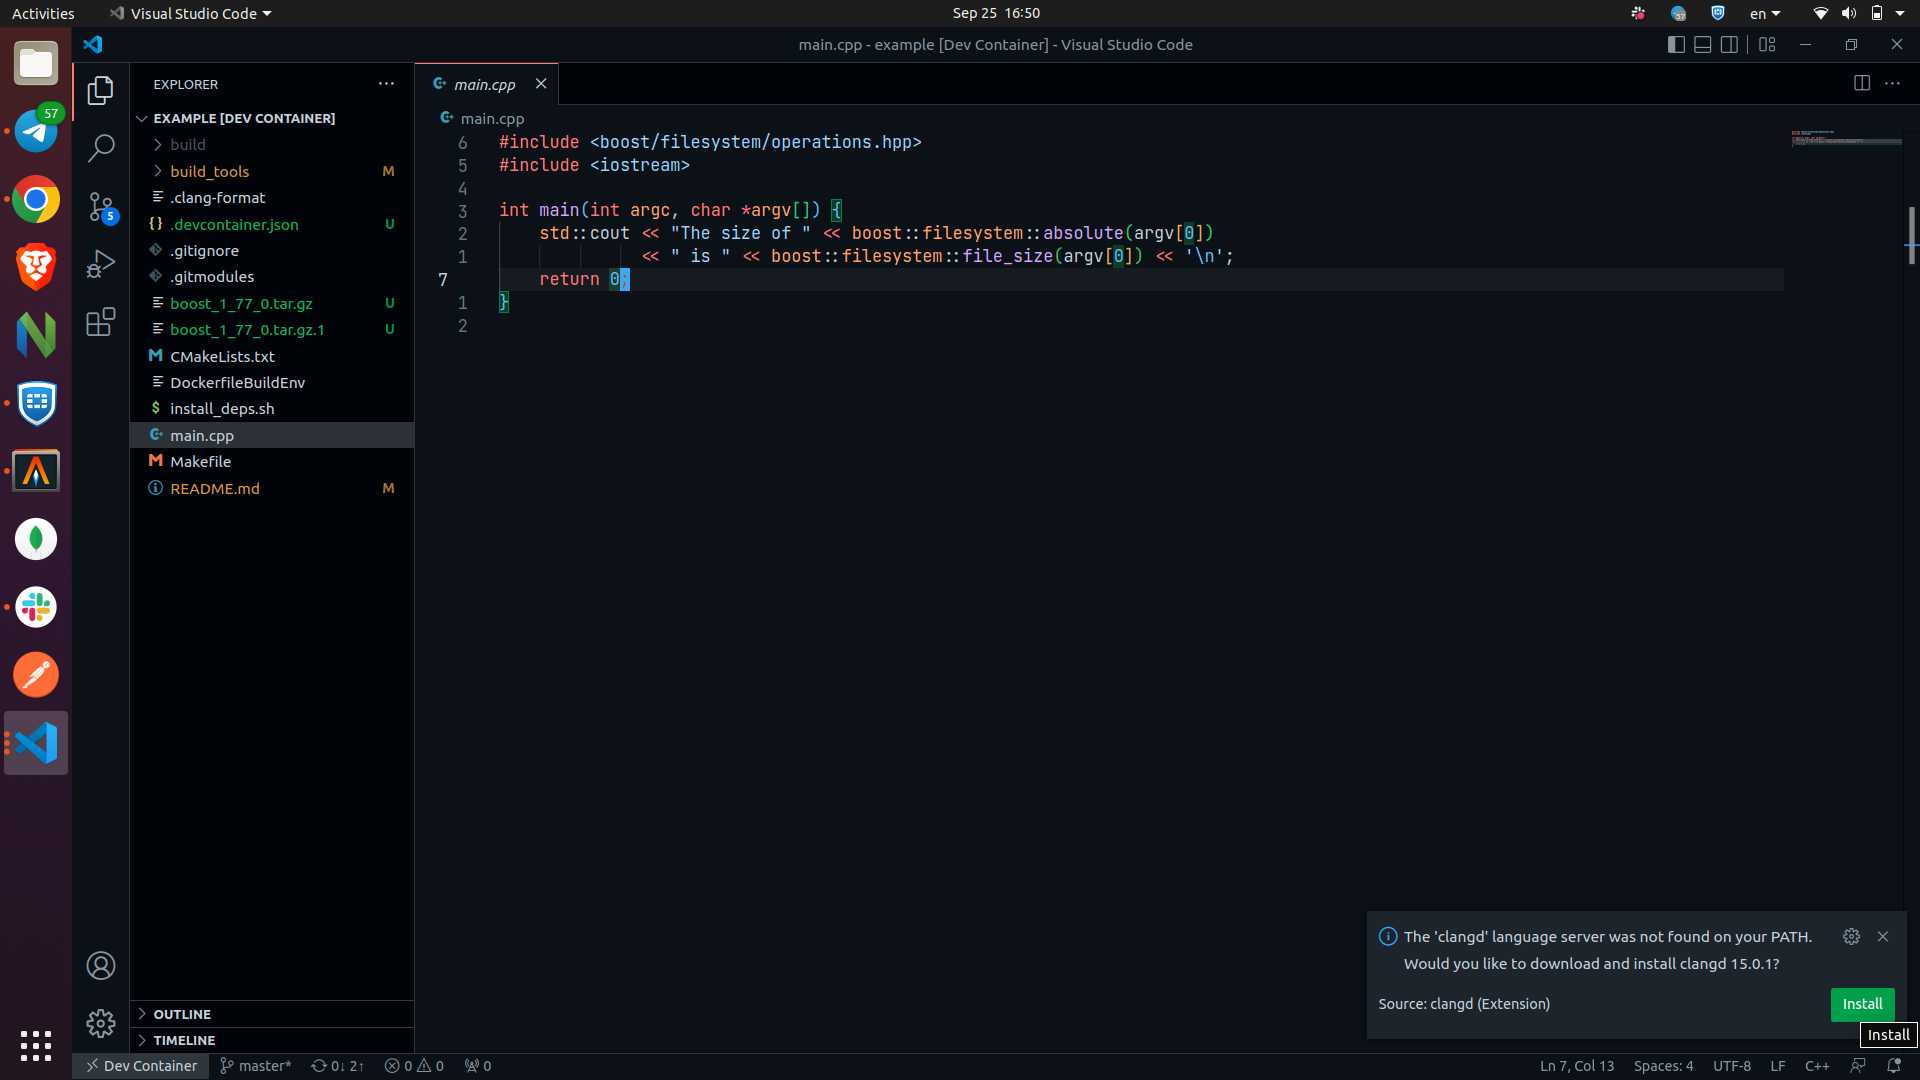 Activities
Visual Studio Code
Sep 25 16:50
en
main.cpp - example [Dev Container] - Visual Studio Code
57
EXPLORER
EXAMPLE [DEV CONTAINER]
build
build_tools M
.clang-format
.devcontainer.json U
.gitignore
.gitmodules
boost_1_77_0.tar.gz U
boost_1_77_0.tar.gz.1 U
CMakeLists.txt
DockerfileBuildEnv
install_deps.sh
main.cpp
Makefile
README.md M
OUTLINE
TIMELINE
5
main.cpp
main.cpp
6 #include <boost/filesystem/operations.hpp>
5 #include <iostream>
4
3 int main(int argc, char *argv[]) {
2 std::cout << "The size of " << boost::filesystem::absolute(argv[0])
1 << " is " << boost::filesystem::file_size(argv[0]) << '\n';
7 return 0;
1 }
2
The 'clangd' language server was not found on your PATH.
Would you like to download and install clangd 15.0.1?
Source: clangd (Extension)
Install
Install
Dev Container
master*
0↓ 2↑
0
0
0
Ln 7, Col 13
Spaces: 4
UTF-8
LF
C++